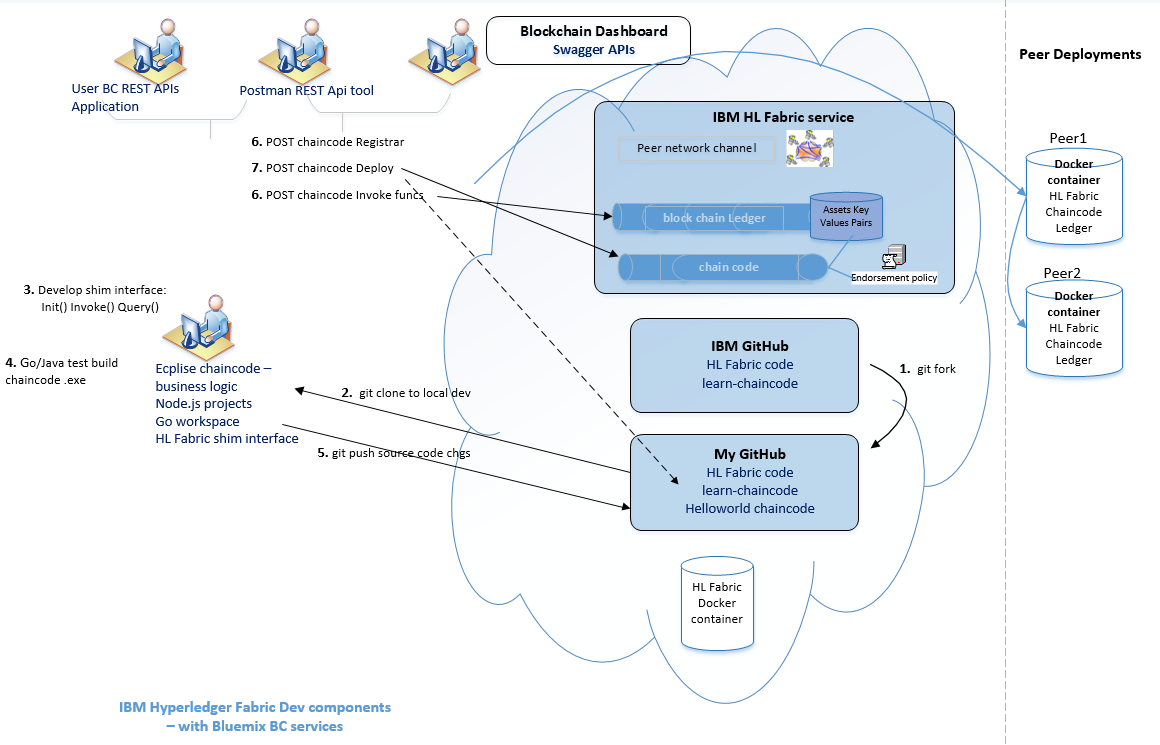 Blockchain Dashboard
Swagger APIs
Peer Deployments
User BC REST APIs
Application
Postman REST Api tool
6. POST chaincode Registrar
7. POST chaincode Deploy
6. POST chaincode Invoke funcs
IBM HL Fabric service
Peer network channel
block chain Ledger
Assets Key
Values Pairs
chain code
Endorsement policy
Peer1
Docker
container
HL Fabric
Chaincode
Ledger
Peer2
Docker
container
HL Fabric
Chaincode
Ledger
3. Develop shim interface:
Init() Invoke() Query()
4. Go/Java test build
chaincode .exe
Ecplise chaincode –
business logic
Node.js projects
Go workspace
HL Fabric shim interface
IBM GitHub
HL Fabric code
learn-chaincode
1. git fork
2. git clone to local dev
5. git push source code chgs
My GitHub
HL Fabric code
learn-chaincode
Helloworld chaincode
HL Fabric
Docker
container
IBM Hyperledger Fabric Dev components
– with Bluemix BC services